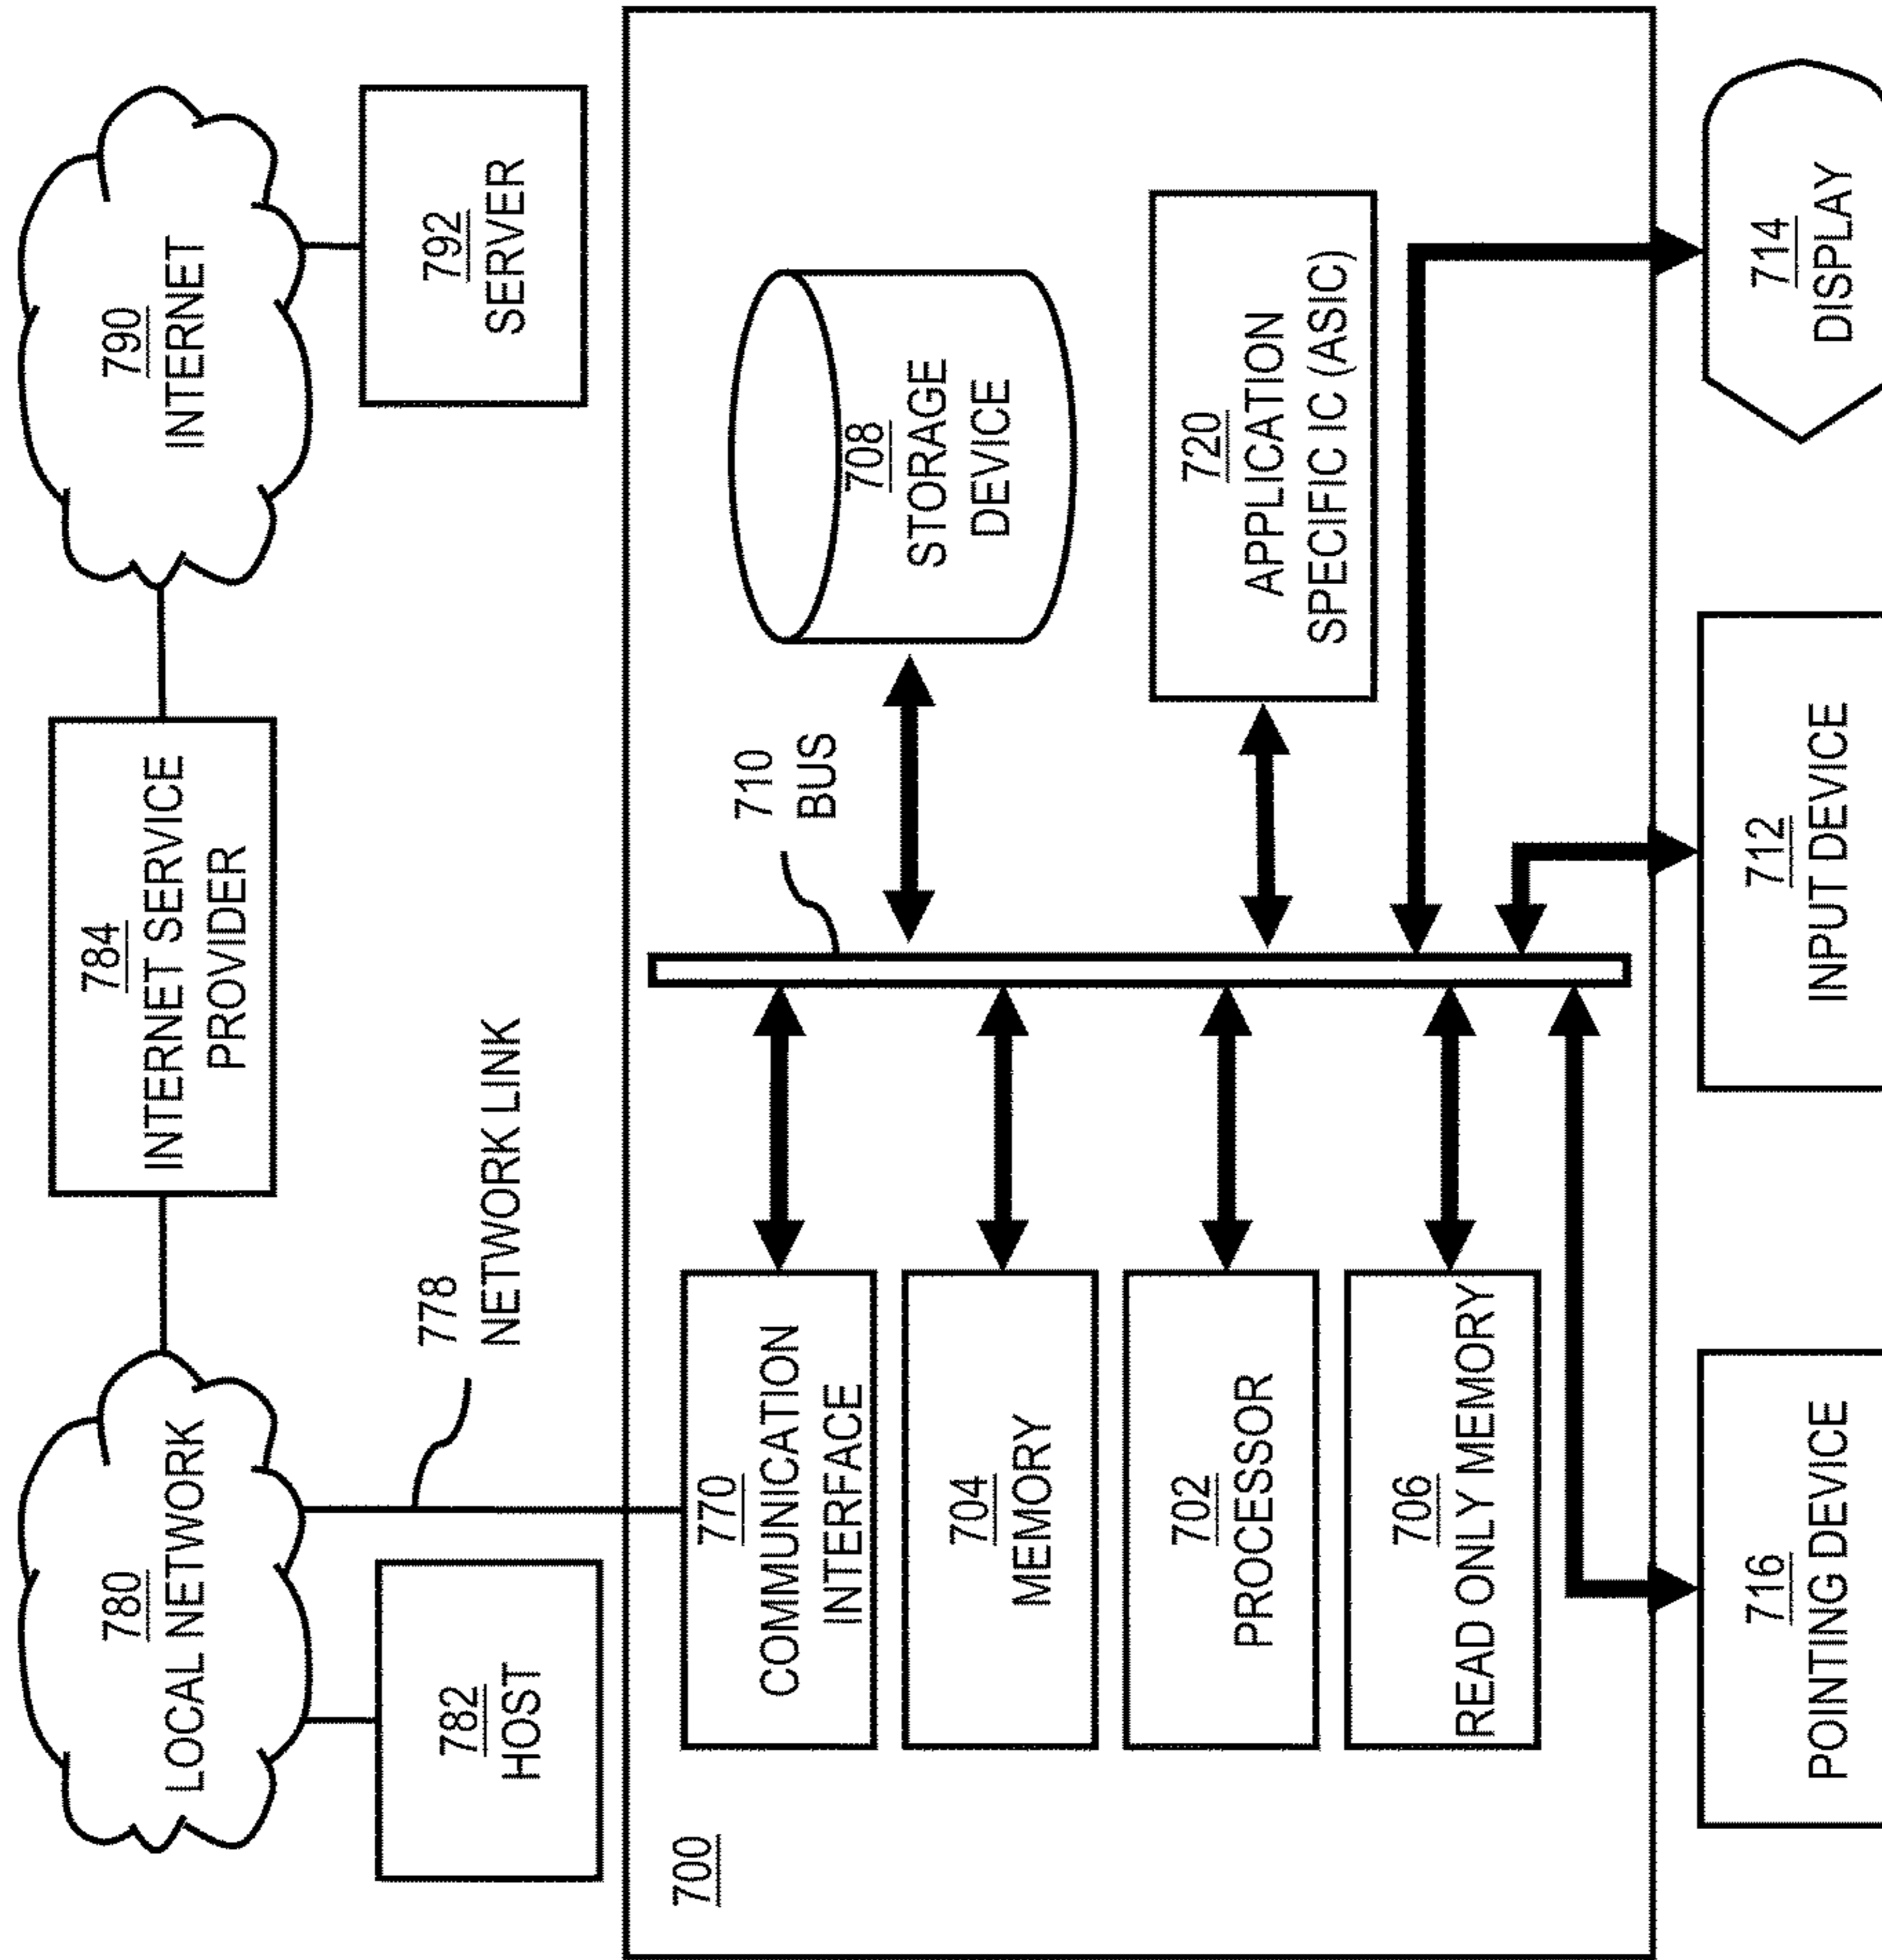 780
LOCAL NETWORK
784
INTERNET SERVICE
PROVIDER
790
INTERNET
782
HOST
778
NETWORK LINK
792
SERVER
700
770
COMMUNICATION
INTERFACE
710
BUS
708
STORAGE
DEVICE
704
MEMORY
702
PROCESSOR
720
APPLICATION
SPECIFIC IC (ASIC)
706
READ ONLY MEMORY
716
POINTING DEVICE
712
INPUT DEVICE
714
DISPLAY